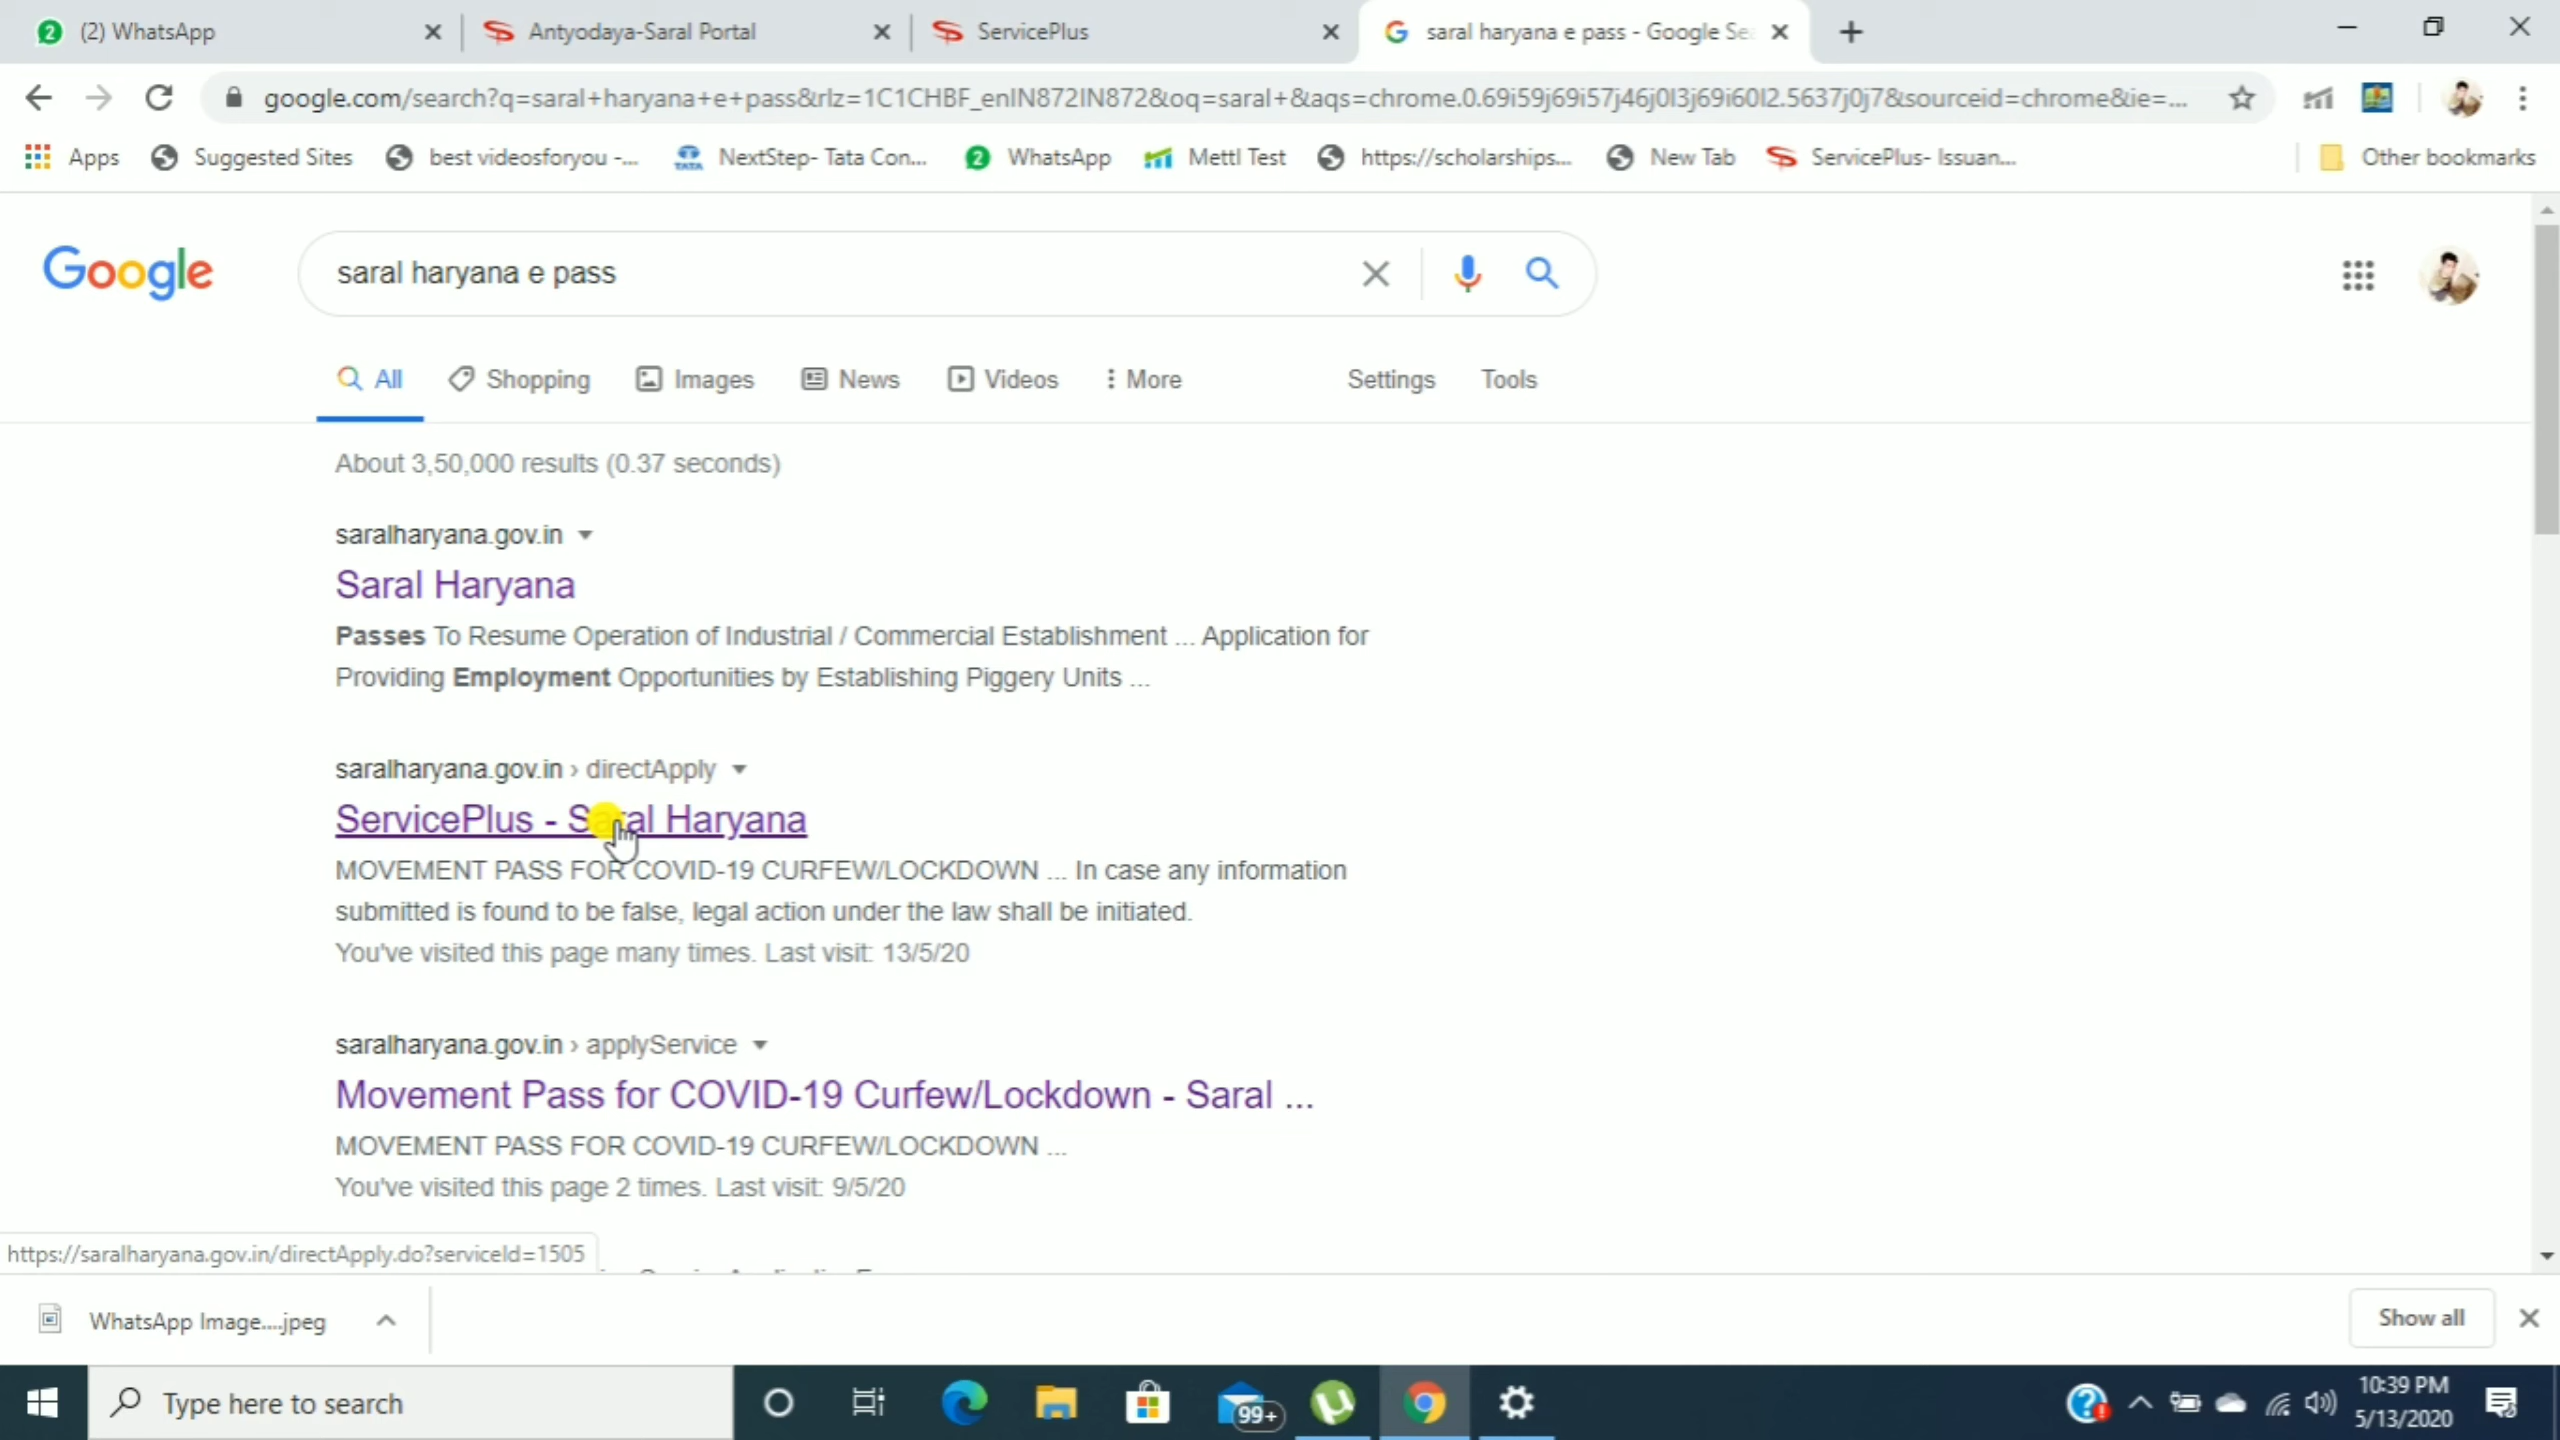 (2) WhatsApp
Antyodaya-Saral Portal
ServicePlus
saral haryana e pass - Google Se
google.com/search?q=saral+haryana+e+pass&rlz=1C1CHBF_enIN872IN872&oq=saral+&aqs=chrome.0.69i59j69i57j46j0l3j69i60l2.5637j0j7&sourceid=chrome&ie=...
Apps
Suggested Sites
best videosforyou -...
NextStep- Tata Con...
WhatsApp
Mettl Test
https://scholarships...
New Tab
ServicePlus- Issuan...
Other bookmarks
Google
saral haryana e pass
All
Shopping
Images
News
Videos
More
Settings
Tools
About 3,50,000 results (0.37 seconds)
saralharyana.gov.in
Saral Haryana
Passes To Resume Operation of Industrial / Commercial Establishment ... Application for
Providing Employment Opportunities by Establishing Piggery Units ...
saralharyana.gov.in › directApply
ServicePlus - Saral Haryana
MOVEMENT PASS FOR COVID-19 CURFEW/LOCKDOWN ... In case any information
submitted is found to be false, legal action under the law shall be initiated.
You've visited this page many times. Last visit: 13/5/20
saralharyana.gov.in › applyService
Movement Pass for COVID-19 Curfew/Lockdown - Saral ...
MOVEMENT PASS FOR COVID-19 CURFEW/LOCKDOWN ...
You've visited this page 2 times. Last visit: 9/5/20
https://saralharyana.gov.in/directApply.do?serviceId=1505
WhatsApp Image....jpeg
Show all
Type here to search
99+
10:39 PM
5/13/2020